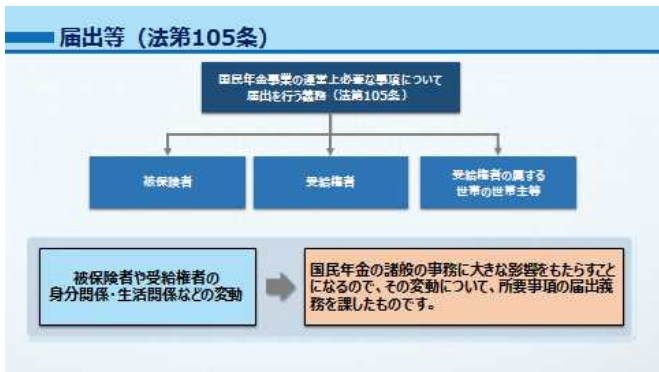 届出等（法第105条）
国民年金事業の運営上必要な事項について
届出を行う義務（法第105条）
被保険者
受給権者
受給権者の属する
世帯の世帯主等
被保険者や受給権者の
身分関係・生活関係などの変動
国民年金の諸般の事務に大きな影響をもたらすこと
になるので、その変動について、所要事項の届出義
務を課したものです。